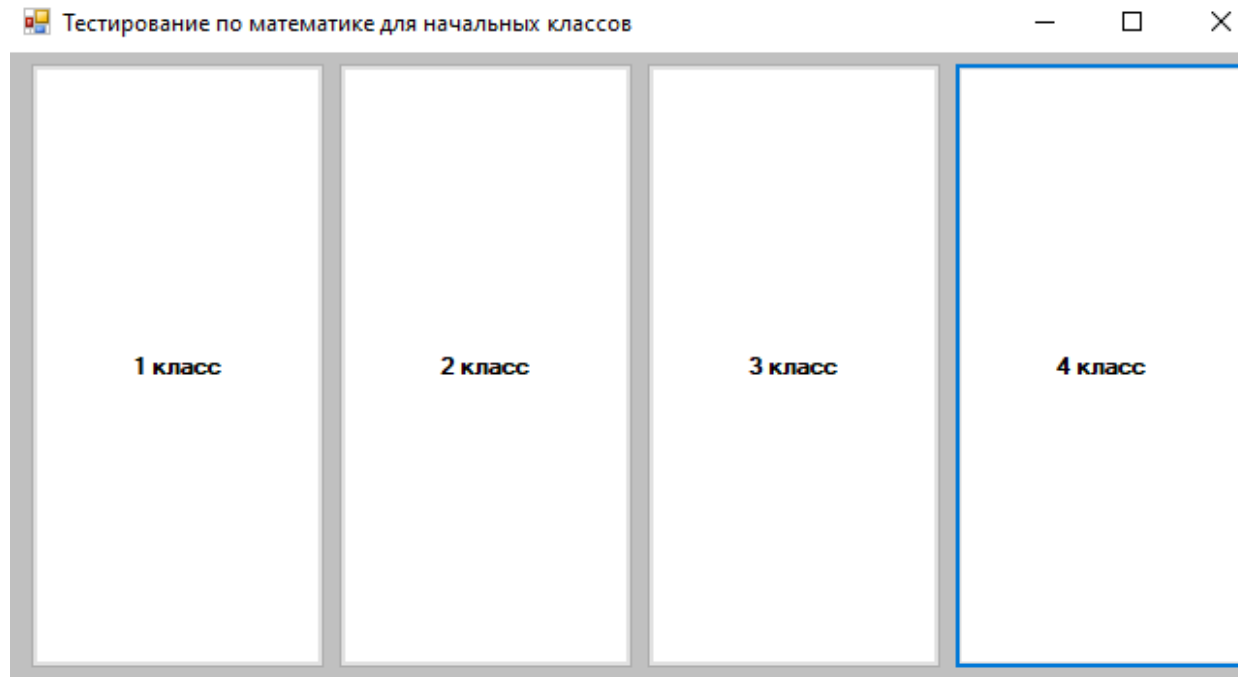 Тестирование по математике для начальных классов
1 класс
2 класс
3 класс
4 класс